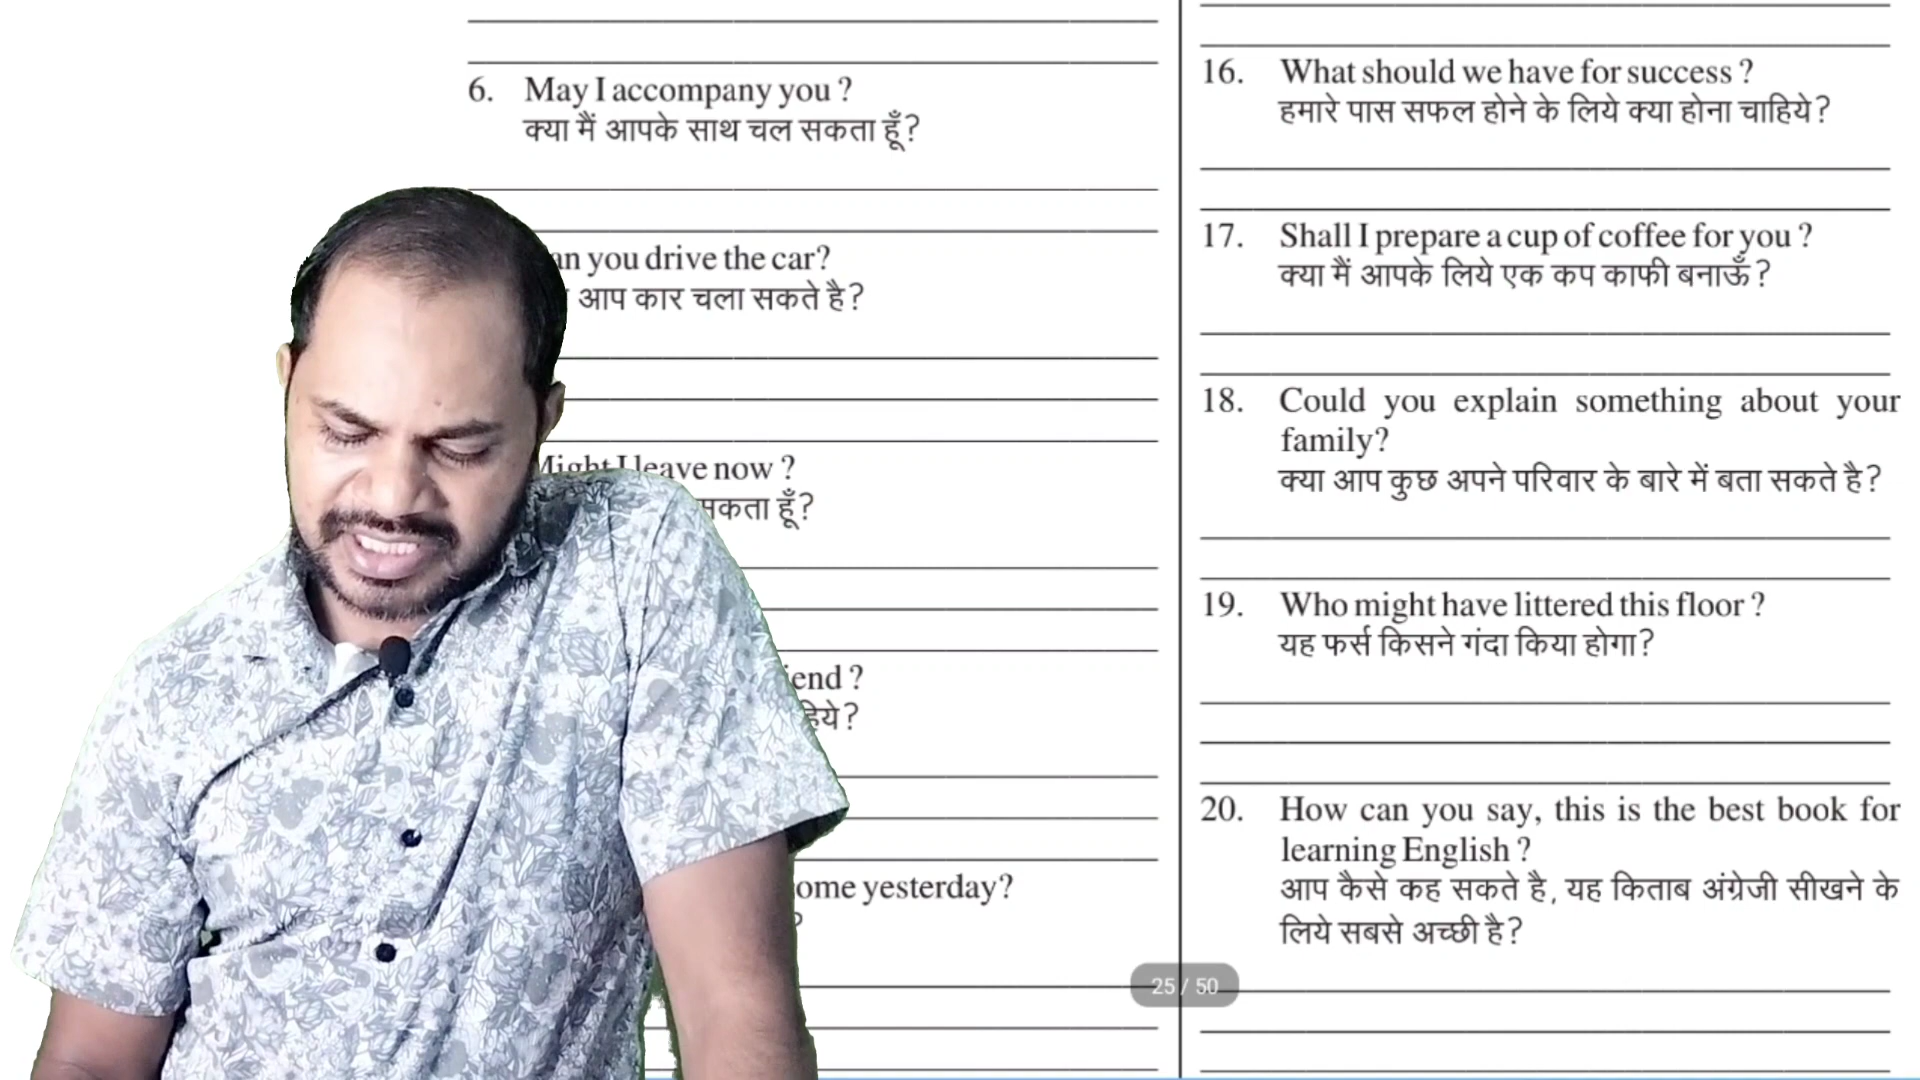 6. May I accompany you ?
क्या मैं आपके साथ चल सकता हूँ?
you drive the car?
आप कार चला सकते है?
Might I leave now ?
सकता हूँ?
yesterday?
16. What should we have for success ?
हमारे पास सफल होने के लिये क्या होना चाहिये?
17. Shall I prepare a cup of coffee for you ?
क्या मैं आपके लिये एक कप काफी बनाऊँ?
18. Could you explain something about your
family?
क्या आप कुछ अपने परिवार के बारे में बता सकते है?
19. Who might have littered this floor ?
यह फर्स किसने गंदा किया होगा?
20. How can you say, this is the best book for
learning English ?
आप कैसे कह सकते है, यह किताब अंग्रेजी सीखने के
लिये सबसे अच्छी है?
25 / 50